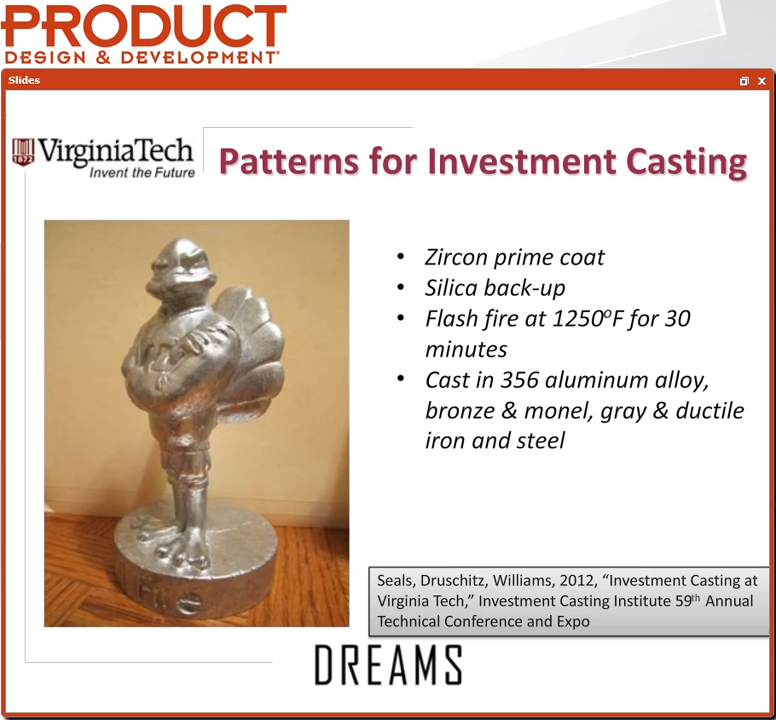 PRODUCT
DESIGN & DEVELOPMENT
Slides
1872
VirginiaTech
Invent the Future
Patterns for Investment Casting
• Zircon prime coat
• Silica back-up
• Flash fire at 1250ºF for 30
minutes
• Cast in 356 aluminum alloy,
bronze & monel, gray & ductile
iron and steel
Seals, Druschitz, Williams, 2012, “Investment Casting at
Virginia Tech,” Investment Casting Institute 59th Annual
Technical Conference and Expo
DREAMS